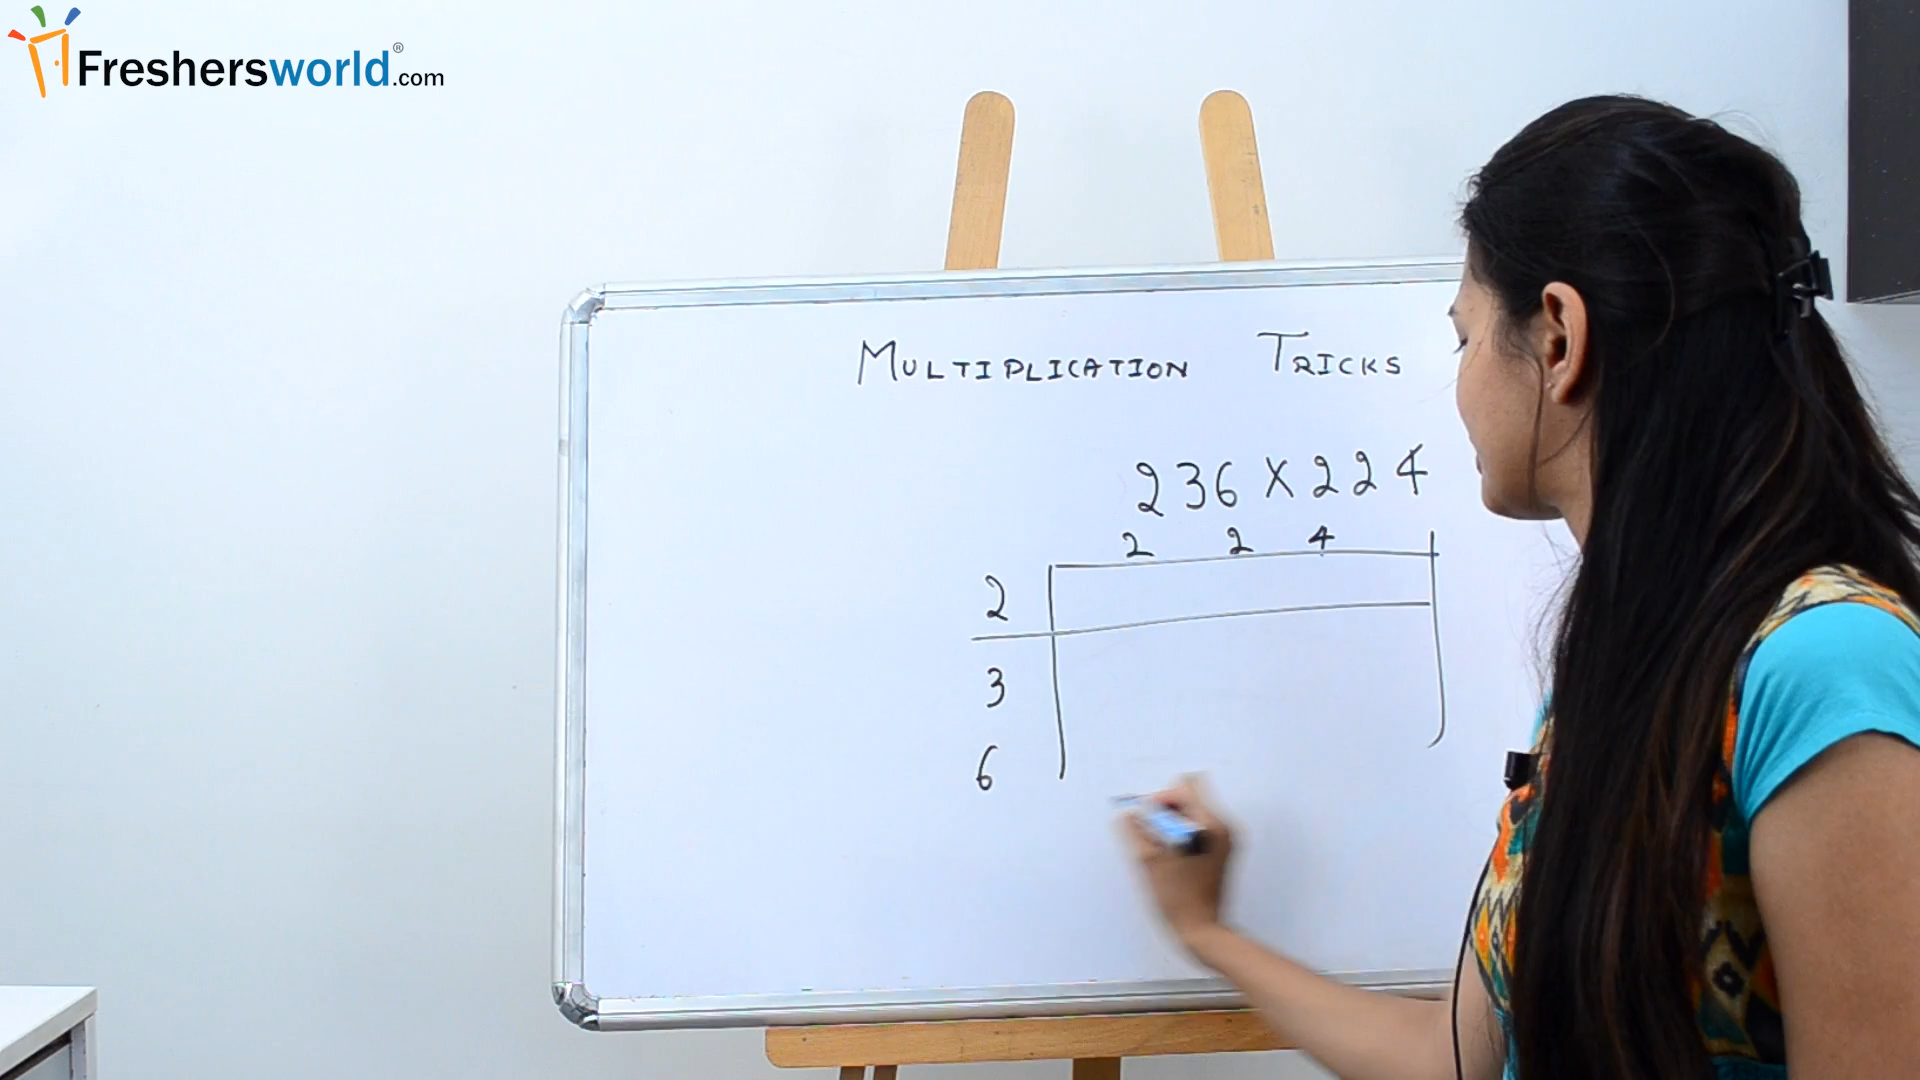 Freshersworld.com®
MULTIPLICATION TRICKS
236 X 224
2 2 4
2
3
6